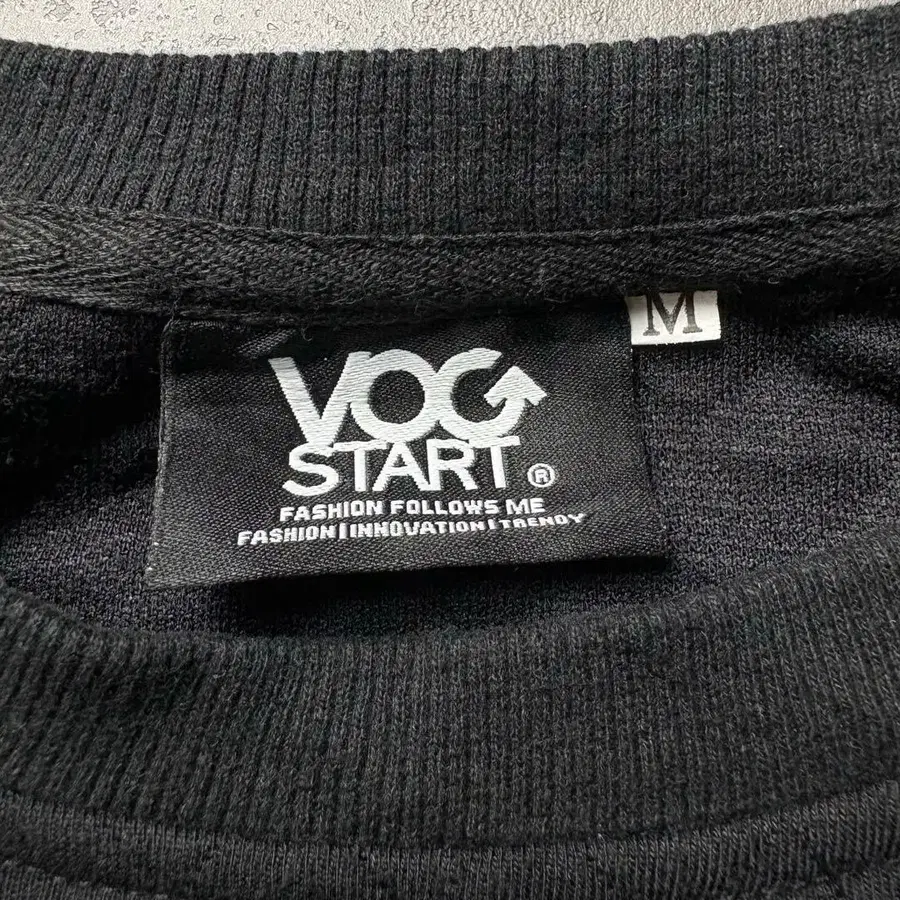 M
VOG
START ®
FASHION FOLLOWS ME
FASHION|INNOVATION|TRENDY